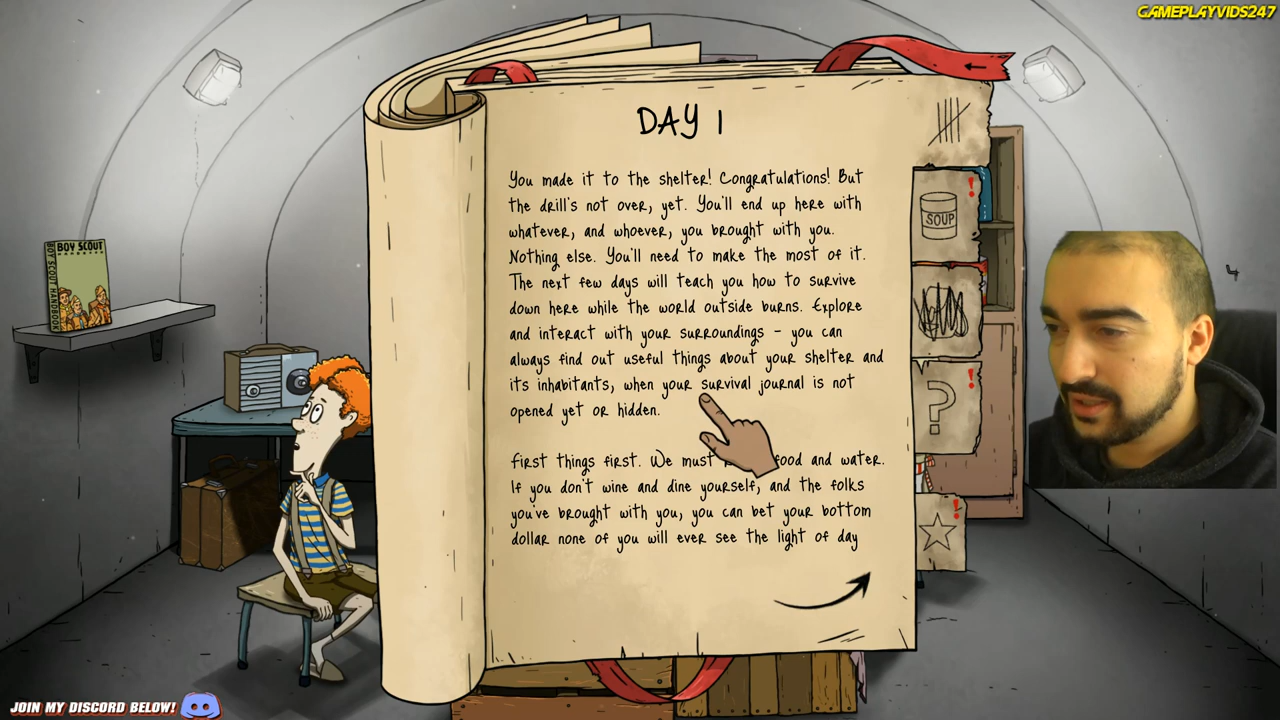 GAMEPLAYVIDS247
DAY 1
You made it to the shelter! Congratulations! But
the drill's not over, yet. You'll end up here with
whatever, and whoever, you brought with you.
Nothing else. You'll need to make the most of it.
The next few days will teach you how to survive
down here while the world outside burns. Explore
and interact with your surroundings - you can
always find out useful things about your shelter and
its inhabitants, when your survival journal is not
opened yet or hidden.
First things first. We must food and water.
If you don't wine and dine yourself, and the folks
you've brought with you, you can bet your bottom
dollar none of you will ever see the light of day
SOUP
!
?
!
!
BOY SCOUT
BOY SCOUT HANDBOOK
JOIN MY DISCORD BELOW!